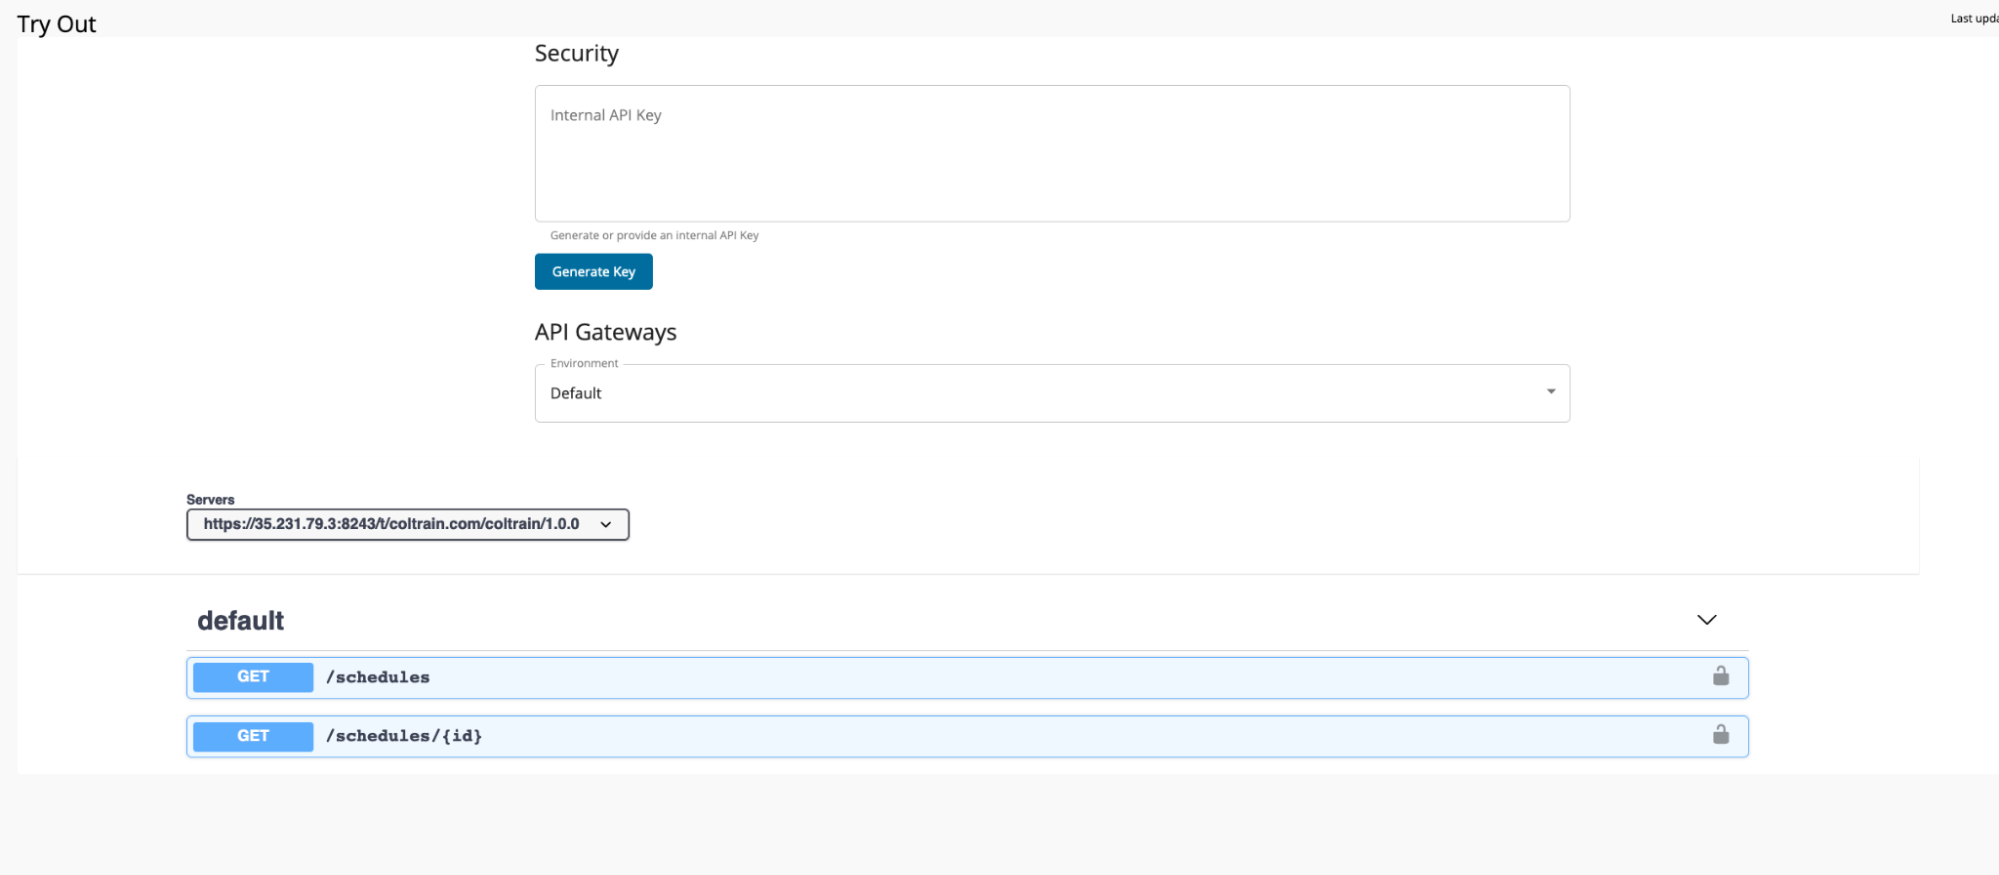 Try Out
Last upda
Security
Internal API Key
Generate or provide an internal API Key
Generate Key
API Gateways
Environment
Default
Servers
https://35.231.79.3:8243/t/coltrain.com/coltrain/1.0.0
default
GET /schedules
GET /schedules/{id}